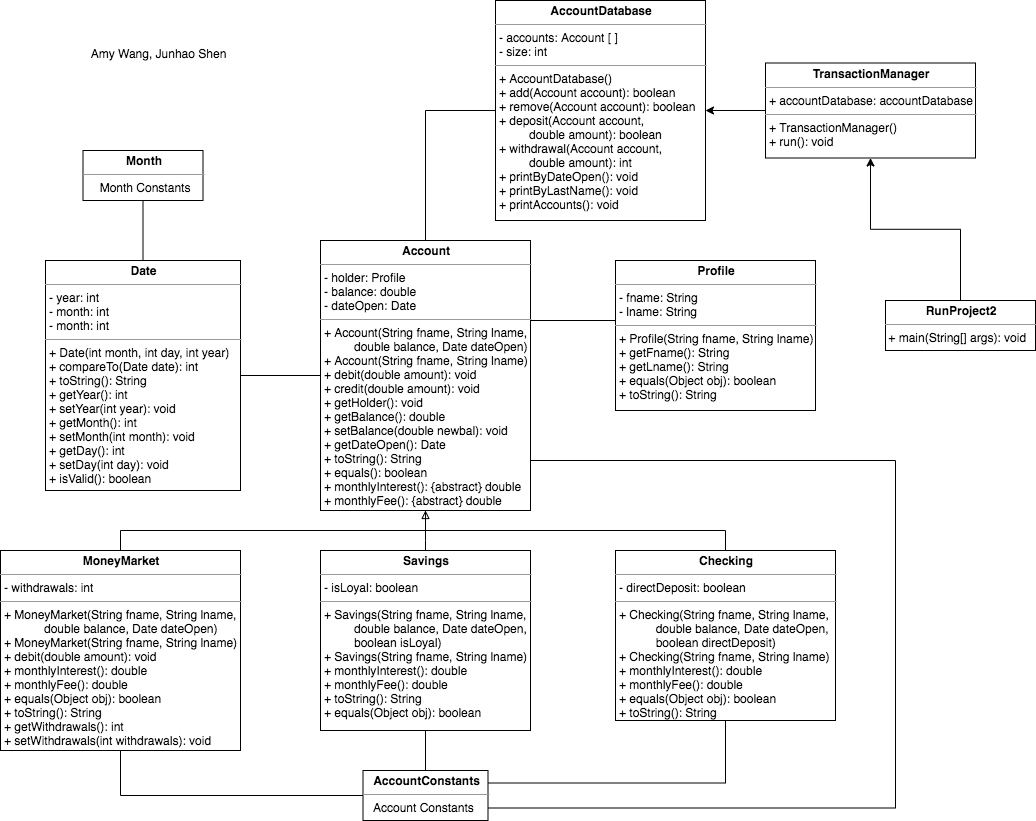 Amy Wang, Junhao Shen
AccountDatabase
- accounts: Account [ ]
- size: int
+ AccountDatabase()
+ add(Account account): boolean
+ remove(Account account): boolean
+ deposit(Account account,
double amount): boolean
+ withdrawal(Account account,
double amount): int
+ printByDateOpen(): void
+ printByLastName(): void
+ printAccounts(): void
TransactionManager
+ accountDatabase: accountDatabase
+ TransactionManager()
+ run(): void
Month
Month Constants
Date
- year: int
- month: int
- month: int
+ Date(int month, int day, int year)
+ compareTo(Date date): int
+ toString(): String
+ getYear(): int
+ setYear(int year): void
+ getMonth(): int
+ setMonth(int month): void
+ getDay(): int
+ setDay(int day): void
+ isValid(): boolean
Account
- holder: Profile
- balance: double
- dateOpen: Date
+ Account(String fname, String lname,
double balance, Date dateOpen)
+ Account(String fname, String lname)
+ debit(double amount): void
+ credit(double amount): void
+ getHolder(): void
+ getBalance(): double
+ setBalance(double newbal): void
+ getDateOpen(): Date
+ toString(): String
+ equals(): boolean
+ monthlyInterest(): {abstract} double
+ monthlyFee(): {abstract} double
Profile
- fname: String
- lname: String
+ Profile(String fname, String lname)
+ getFname(): String
+ getLname(): String
+ equals(Object obj): boolean
+ toString(): String
RunProject2
+ main(String[] args): void
MoneyMarket
- withdrawals: int
+ MoneyMarket(String fname, String lname,
double balance, Date dateOpen)
+ MoneyMarket(String fname, String lname)
+ debit(double amount): void
+ monthlyInterest(): double
+ monthlyFee(): double
+ equals(Object obj): boolean
+ toString(): String
+ getWithdrawals(): int
+ setWithdrawals(int withdrawals): void
Savings
- isLoyal: boolean
+ Savings(String fname, String lname,
double balance, Date dateOpen,
boolean isLoyal)
+ Savings(String fname, String lname)
+ monthlyInterest(): double
+ monthlyFee(): double
+ toString(): String
+ equals(Object obj): boolean
Checking
- directDeposit: boolean
+ Checking(String fname, String lname,
double balance, Date dateOpen,
boolean directDeposit)
+ Checking(String fname, String lname)
+ monthlyInterest(): double
+ monthlyFee(): double
+ equals(Object obj): boolean
+ toString(): String
AccountConstants
Account Constants